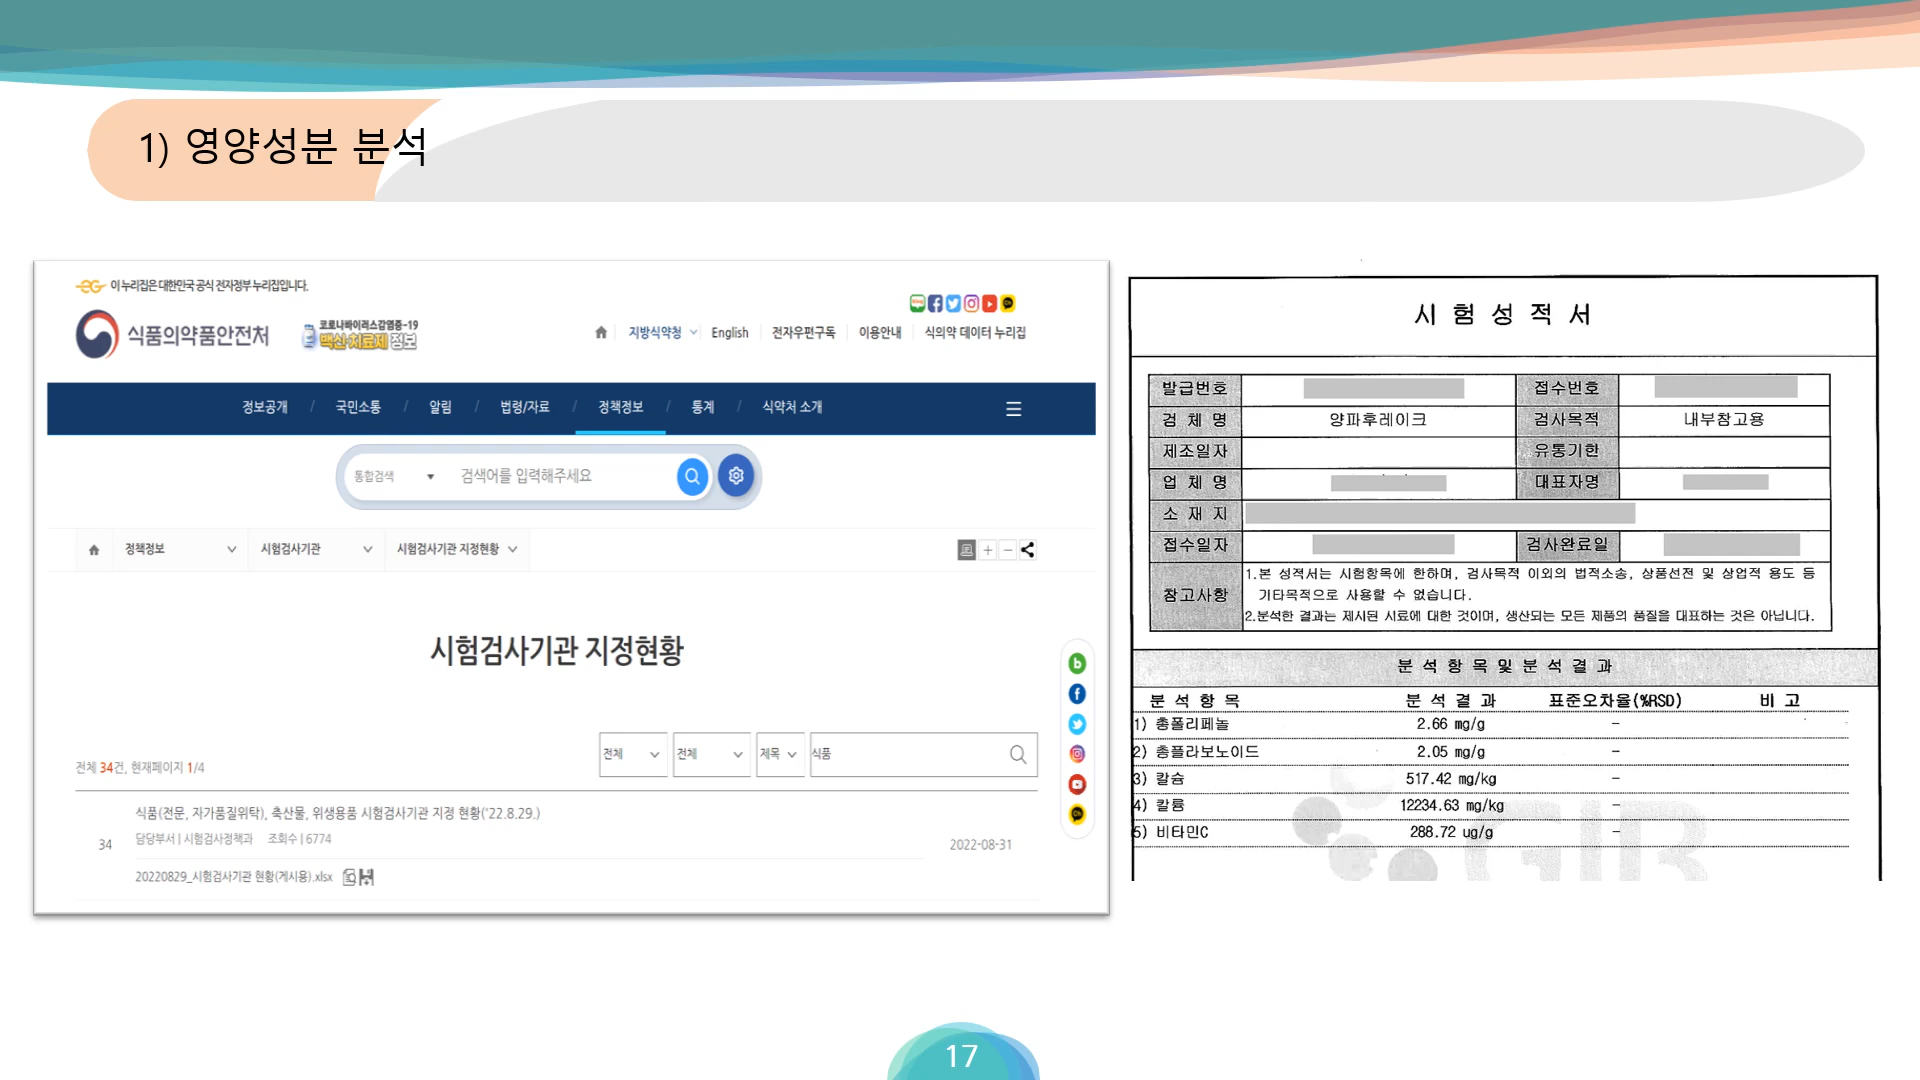 1) 영양성분 분석
이 누리집은 대한민국 공식 전자정부 누리집입니다.
식품의약품안전처
코로나바이러스감염증-19
백신·치료제 정보
지방식약청 English 전자우편구독 이용안내 식의약 데이터 누리집
정보공개 / 국민소통 / 알림 / 법령/자료 / 정책정보 / 통계 / 식약처 소개
통합검색 검색어를 입력해주세요
정책정보 시험검사기관 시험검사기관 지정현황
시험검사기관 지정현황
전체 전체 제목 식품
전체 34건, 현재페이지 1/4
식품(전문, 자가품질위탁), 축산물, 위생용품 시험검사기관 지정 현황('22.8.29.)
34 담당부서 | 시험검사정책과 조회수 | 6774 2022-08-31
20220829_시험검사기관 현황(게시용).xlsx
시 험 성 적 서
발급번호 접수번호
검 체 명 양파후레이크 검사목적 내부참고용
제조일자 유통기한
업 체 명 대표자명
소 재 지
접수일자 검사완료일
참고사항 1.본 성적서는 시험항목에 한하며, 검사목적 이외의 법적소송, 상품선전 및 상업적 용도 등
기타목적으로 사용할 수 없습니다.
2.분석한 결과는 제시된 시료에 대한 것이며, 생산되는 모든 제품의 품질을 대표하는 것은 아닙니다.
분 석 항 목 및 분 석 결 과
분 석 항 목 분 석 결 과 표준오차율(%RSD) 비 고
1) 총폴리페놀 2.66 mg/g –
2) 총플라보노이드 2.05 mg/g –
3) 칼슘 517.42 mg/kg –
4) 칼륨 12234.63 mg/kg –
5) 비타민C 288.72 ug/g –
17